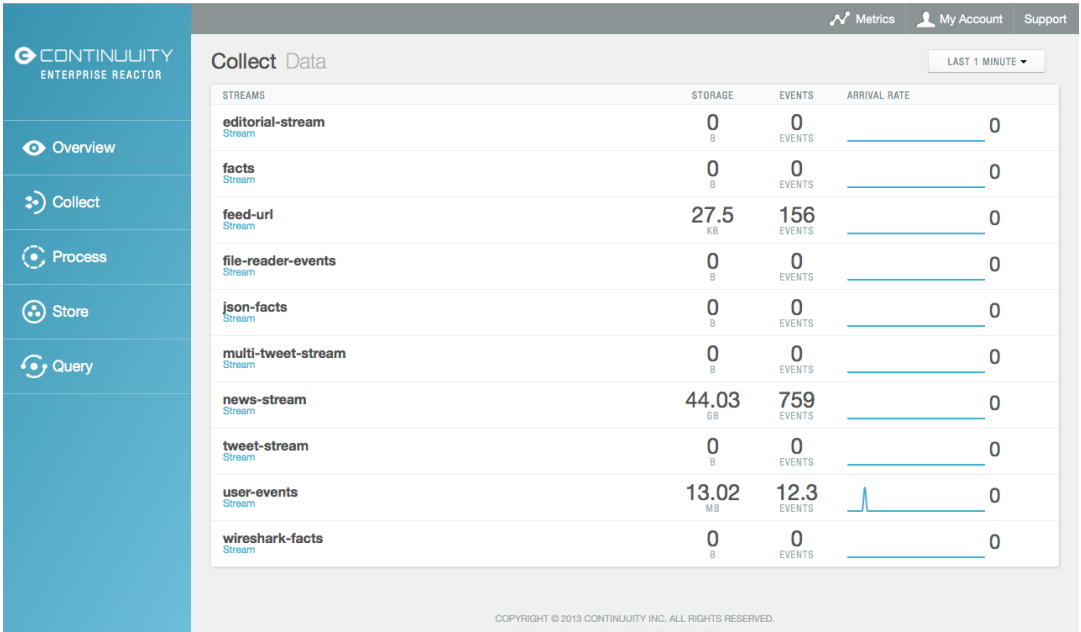 Metrics My Account Support
CONTINUUITY
ENTERPRISE REACTOR
Overview
Collect
Process
Store
Query
Collect Data
LAST 1 MINUTE
STREAMS STORAGE EVENTS ARRIVAL RATE
editorial-stream 0 0 0
Stream B EVENTS
facts 0 0 0
Stream B EVENTS
feed-url 27.5 156 0
Stream KB EVENTS
file-reader-events 0 0 0
Stream B EVENTS
json-facts 0 0 0
Stream B EVENTS
multi-tweet-stream 0 0 0
Stream B EVENTS
news-stream 44.03 759 0
Stream GB EVENTS
tweet-stream 0 0 0
Stream B EVENTS
user-events 13.02 12.3 0
Stream MB EVENTS
wireshark-facts 0 0 0
Stream B EVENTS
COPYRIGHT © 2013 CONTINUUITY INC. ALL RIGHTS RESERVED.